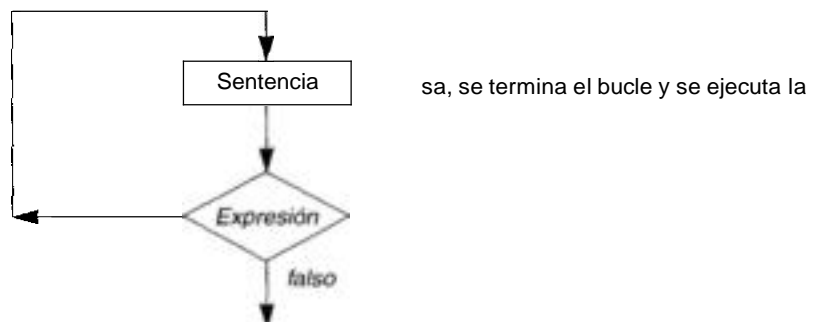 Sentencia
sa, se termina el bucle y se ejecuta la
Expresión
falso